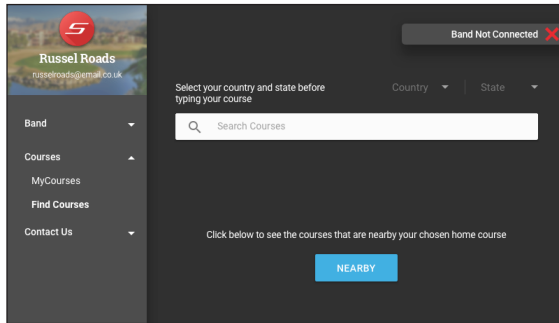 Band Not Connected
Russel Roads
russelroads@email.co.uk
Select your country and state before
typing your course
Country
State
Search Courses
Band
Courses
MyCourses
Find Courses
Contact Us
Click below to see the courses that are nearby your chosen home course
NEARBY